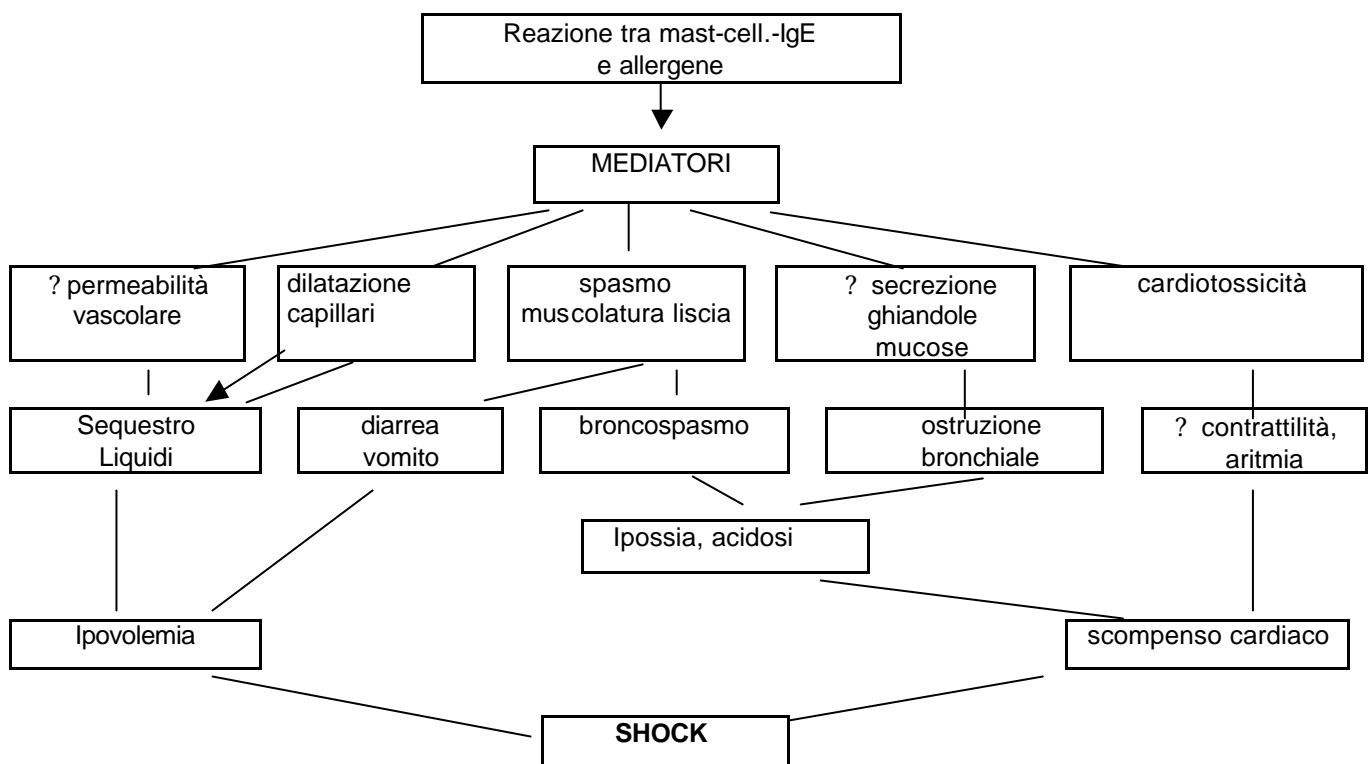 Reazione tra mast-cell.-IgE
e allergene
MEDIATORI
? permeabilità
vascolare
dilatazione
capillari
spasmo
muscolatura liscia
? secrezione
ghiandole
mucose
cardiotossicità
Sequestro
Liquidi
diarrea
vomito
broncospasmo
ostruzione
bronchiale
? contrattilità,
aritmia
Ipossia, acidosi
Ipovolemia
scompenso cardiaco
SHOCK